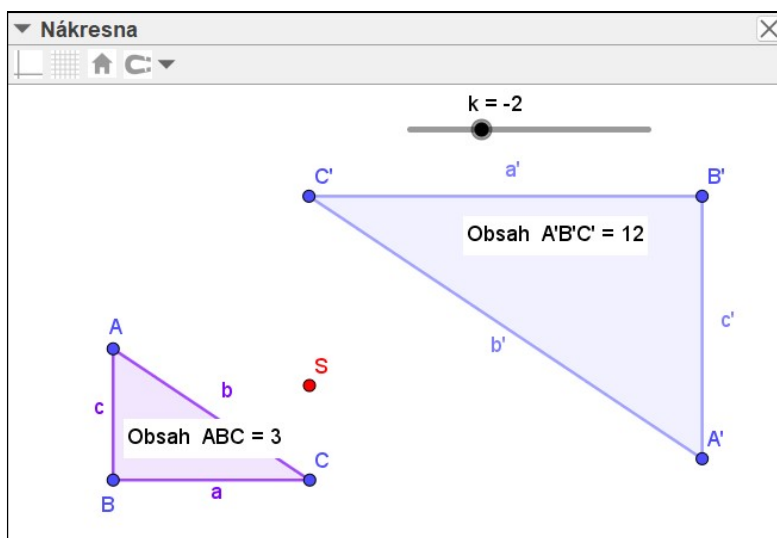 Nákresna
k = -2
C'
a'
B'
Obsah A'B'C' = 12
A
c'
b'
S
b
c
Obsah ABC = 3
A'
C
B
a